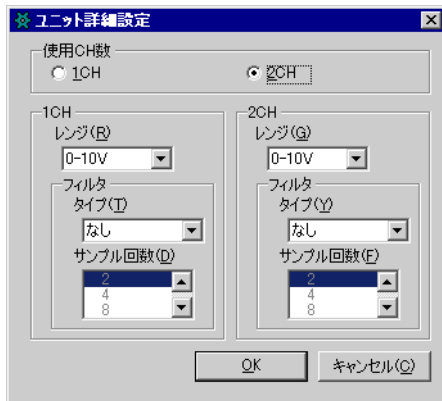 ユニット詳細設定
使用CH数
1CH
2CH
1CH
レンジ(R)
0-10V
フィルタ
タイプ(T)
なし
サンプル回数(D)
2
4
8
2CH
レンジ(G)
0-10V
フィルタ
タイプ(Y)
なし
サンプル回数(F)
2
4
8
OK
キャンセル(C)